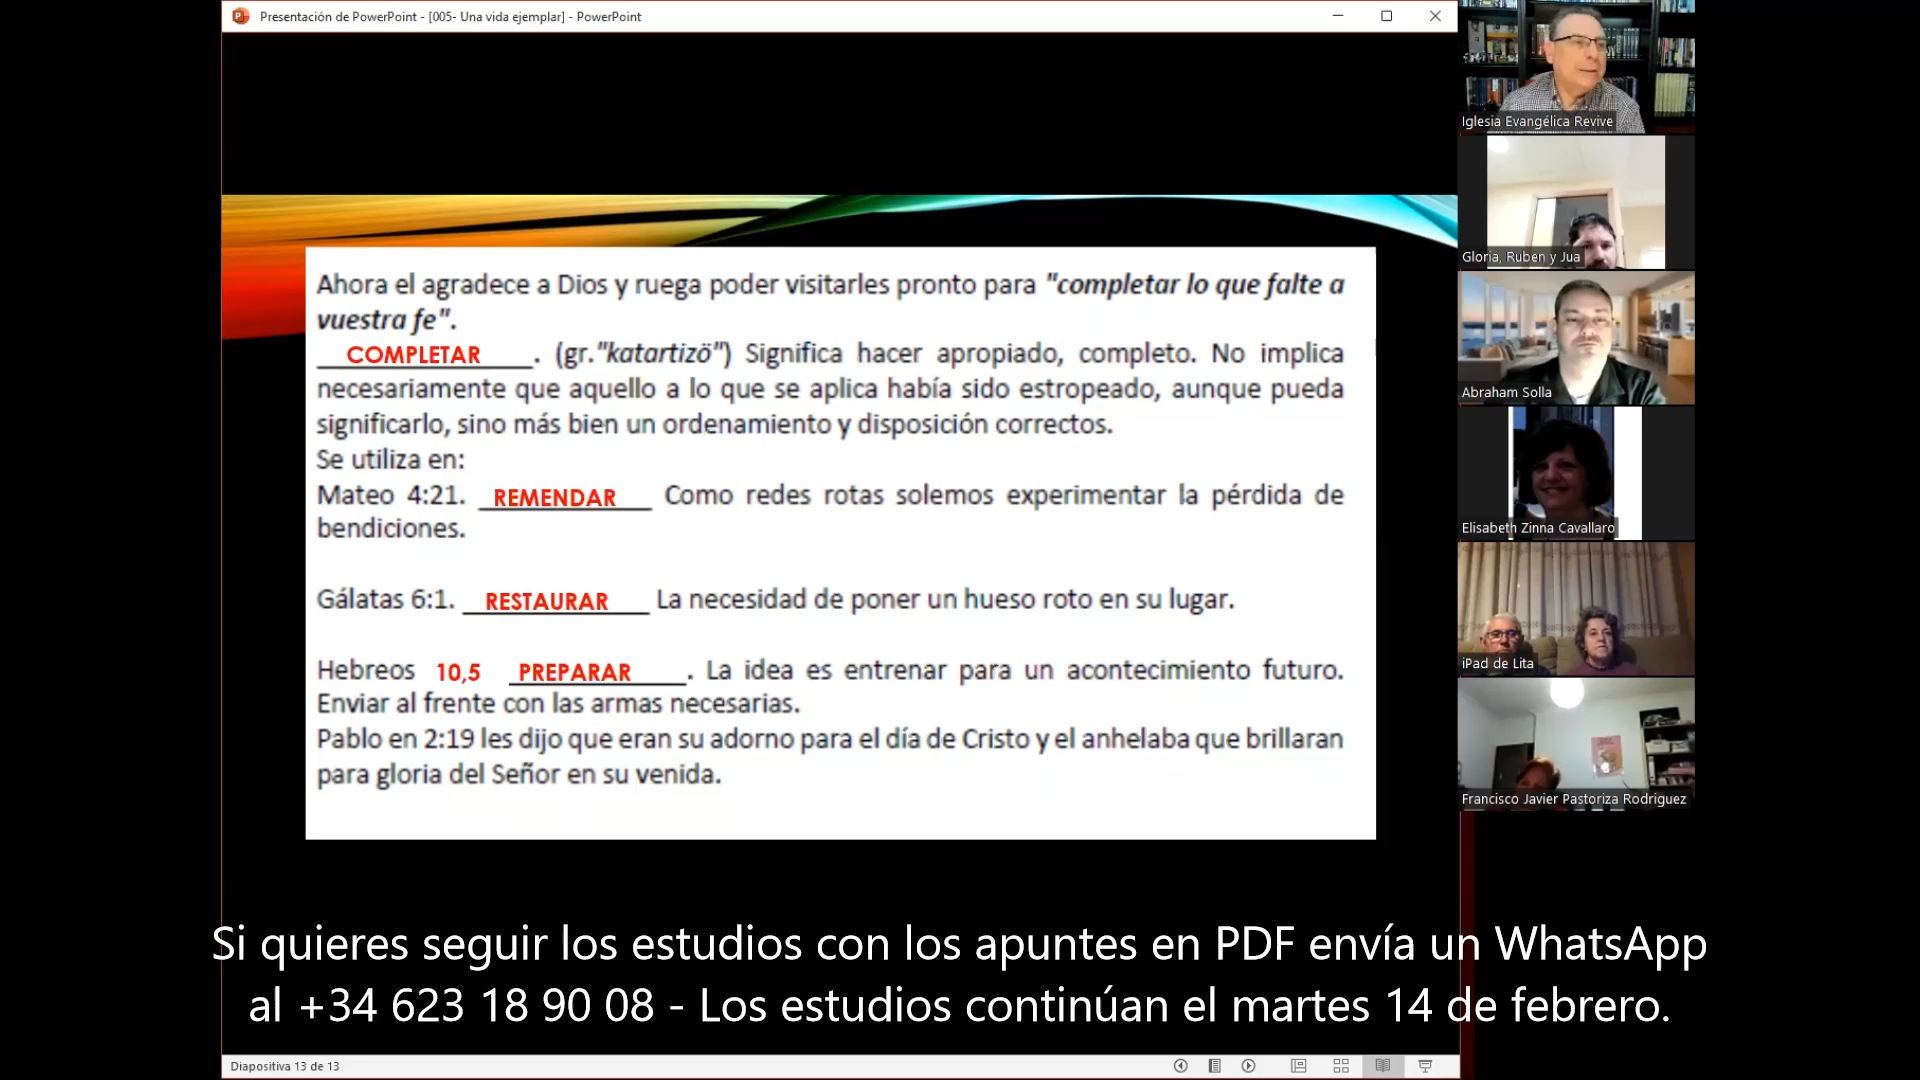 Presentación de PowerPoint - [005- Una vida ejemplar] - PowerPoint
Ahora el agradece a Dios y ruega poder visitarles pronto para "completar lo que falte a
vuestra fe".
COMPLETAR. (gr."katartizö") Significa hacer apropiado, completo. No implica
necesariamente que aquello a lo que se aplica había sido estropeado, aunque pueda
significarlo, sino más bien un ordenamiento y disposición correctos.
Se utiliza en:
Mateo 4:21. REMENDAR Como redes rotas solemos experimentar la pérdida de
bendiciones.
Gálatas 6:1. RESTAURAR La necesidad de poner un hueso roto en su lugar.
Hebreos 10,5 PREPARAR. La idea es entrenar para un acontecimiento futuro.
Enviar al frente con las armas necesarias.
Pablo en 2:19 les dijo que eran su adorno para el día de Cristo y el anhelaba que brillaran
para gloria del Señor en su venida.
Iglesia Evangélica Revive
Gloria, Ruben y Jua
Abraham Solla
Elisabeth Zinna Cavallaro
iPad de Lita
Francisco Javier Pastoriza Rodriguez
Si quieres seguir los estudios con los apuntes en PDF envía un WhatsApp
al +34 623 18 90 08 - Los estudios continúan el martes 14 de febrero.
Diapositiva 13 de 13